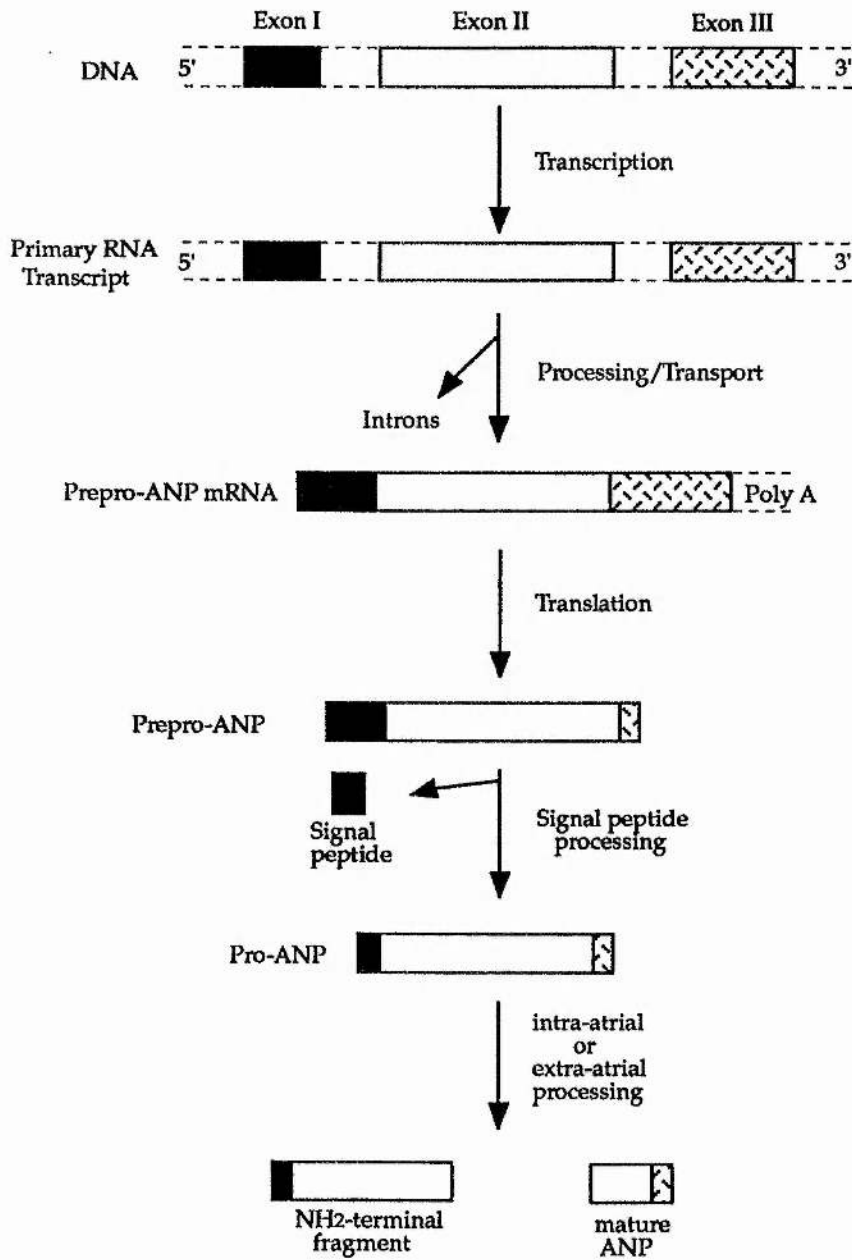 Exon I Exon II Exon III
DNA 5' 3'
Transcription
Primary RNA
Transcript 5' 3'
Processing/Transport
Introns
Prepro-ANP mRNA Poly A
Translation
Prepro-ANP
Signal
peptide
Signal peptide
processing
Pro-ANP
intra-atrial
or
extra-atrial
processing
NH2-terminal
fragment
mature
ANP